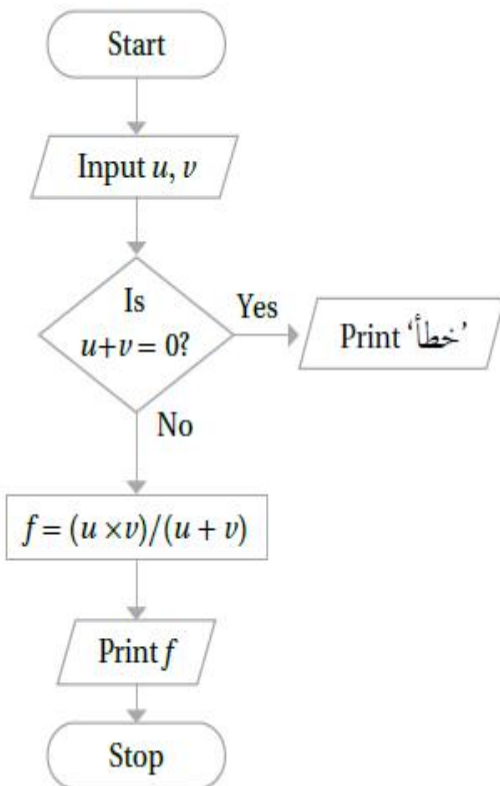 Start
Input u, v
Is
u+v = 0?
Yes
Print ‘خطأ’
No
f = (u ×v)/(u + v)
Print f
Stop